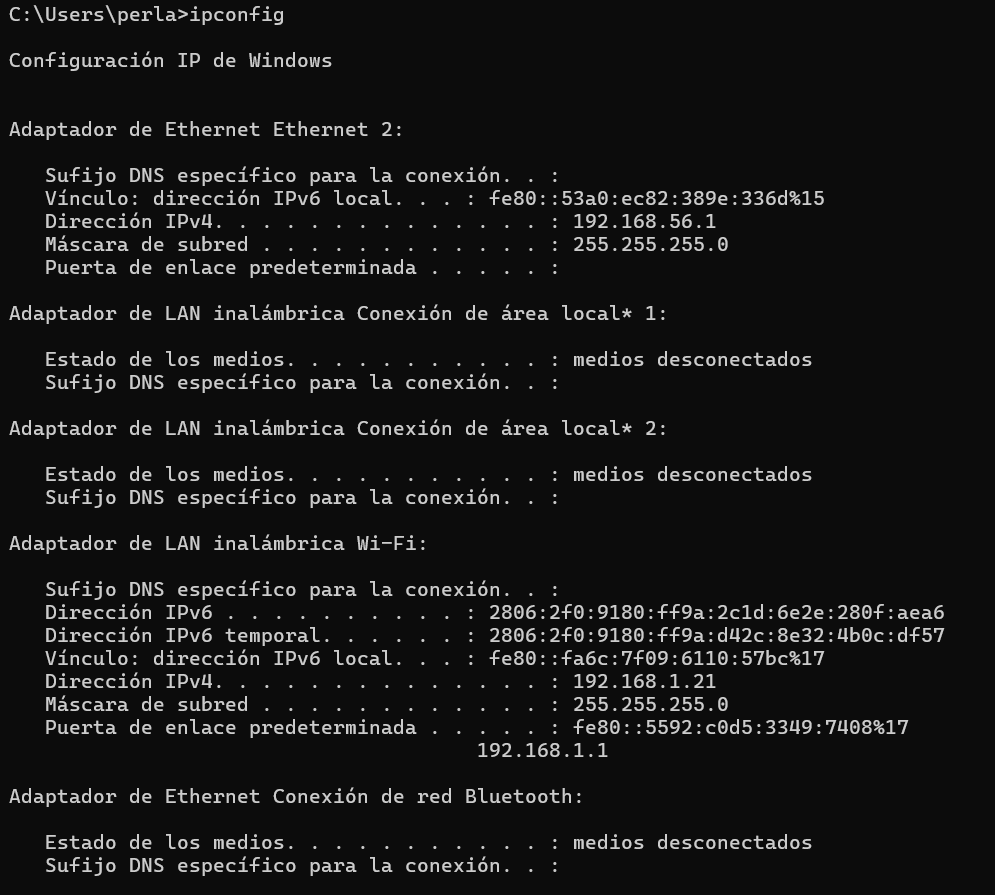 C:\Users\perla>ipconfig
Configuración IP de Windows
Adaptador de Ethernet Ethernet 2:
   Sufijo DNS específico para la conexión. . :
   Vínculo: dirección IPv6 local. . . : fe80::53a0:ec82:389e:336d%15
   Dirección IPv4. . . . . . . . . . . . . . : 192.168.56.1
   Máscara de subred . . . . . . . . . . . . : 255.255.255.0
   Puerta de enlace predeterminada . . . . . :
Adaptador de LAN inalámbrica Conexión de área local* 1:
   Estado de los medios. . . . . . . . . . . : medios desconectados
   Sufijo DNS específico para la conexión. . :
Adaptador de LAN inalámbrica Conexión de área local* 2:
   Estado de los medios. . . . . . . . . . . : medios desconectados
   Sufijo DNS específico para la conexión. . :
Adaptador de LAN inalámbrica Wi-Fi:
   Sufijo DNS específico para la conexión. . :
   Dirección IPv6 . . . . . . . . . . : 2806:2f0:9180:ff9a:2c1d:6e2e:280f:aea6
   Dirección IPv6 temporal. . . . . . : 2806:2f0:9180:ff9a:d42c:8e32:4b0c:df57
   Vínculo: dirección IPv6 local. . . : fe80::fa6c:7f09:6110:57bc%17
   Dirección IPv4. . . . . . . . . . . . . . : 192.168.1.21
   Máscara de subred . . . . . . . . . . . . : 255.255.255.0
   Puerta de enlace predeterminada . . . . . : fe80::5592:c0d5:3349:7408%17
                                       192.168.1.1
Adaptador de Ethernet Conexión de red Bluetooth:
   Estado de los medios. . . . . . . . . . . : medios desconectados
   Sufijo DNS específico para la conexión. . :